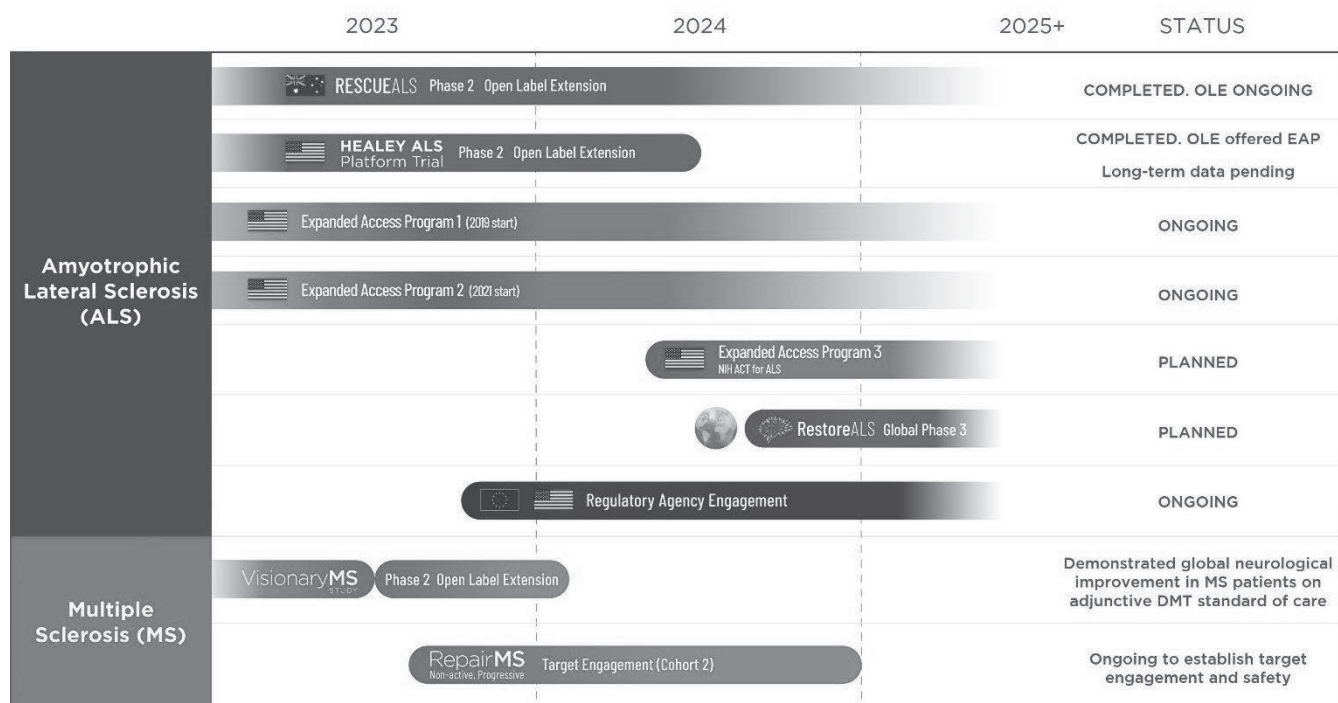 2023 2024 2025+ STATUS
Amyotrophic
Lateral Sclerosis
(ALS)
RESCUEALS Phase 2 Open Label Extension
COMPLETED. OLE ONGOING
HEALEY ALS
Platform Trial
Phase 2 Open Label Extension
COMPLETED. OLE offered EAP
Long-term data pending
Expanded Access Program 1 (2019 start)
ONGOING
Expanded Access Program 2 (2021 start)
ONGOING
Expanded Access Program 3
NIH ACT for ALS
PLANNED
RestoreALS Global Phase 3
PLANNED
Regulatory Agency Engagement
ONGOING
Multiple
Sclerosis (MS)
VisionaryMS
STUDY
Phase 2 Open Label Extension
Demonstrated global neurological
improvement in MS patients on
adjunctive DMT standard of care
RepairMS
Non-active, Progressive
Target Engagement (Cohort 2)
Ongoing to establish target
engagement and safety